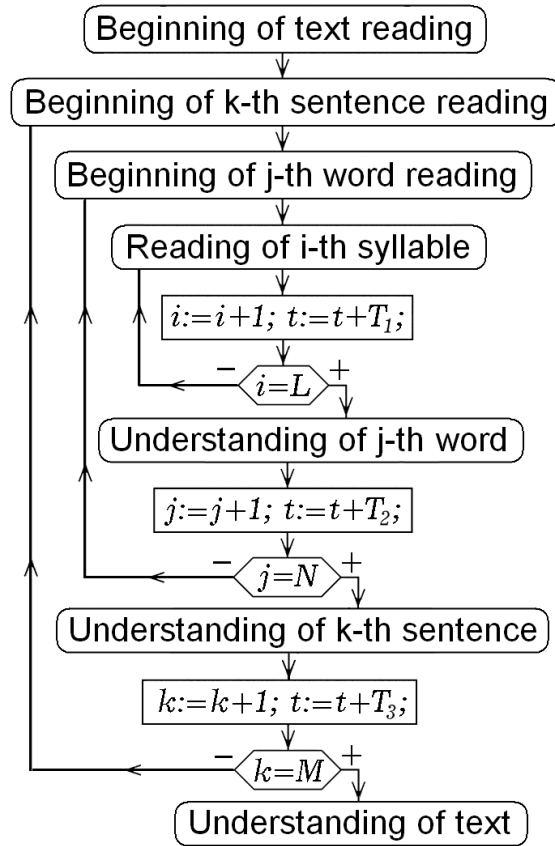 Beginning of text reading
Beginning of k-th sentence reading
Beginning of j-th word reading
Reading of i-th syllable
i:=i+1; t:=t+T₁;
− i=L +
Understanding of j-th word
j:=j+1; t:=t+T₂;
− j=N +
Understanding of k-th sentence
k:=k+1; t:=t+T₃;
− k=M +
Understanding of text